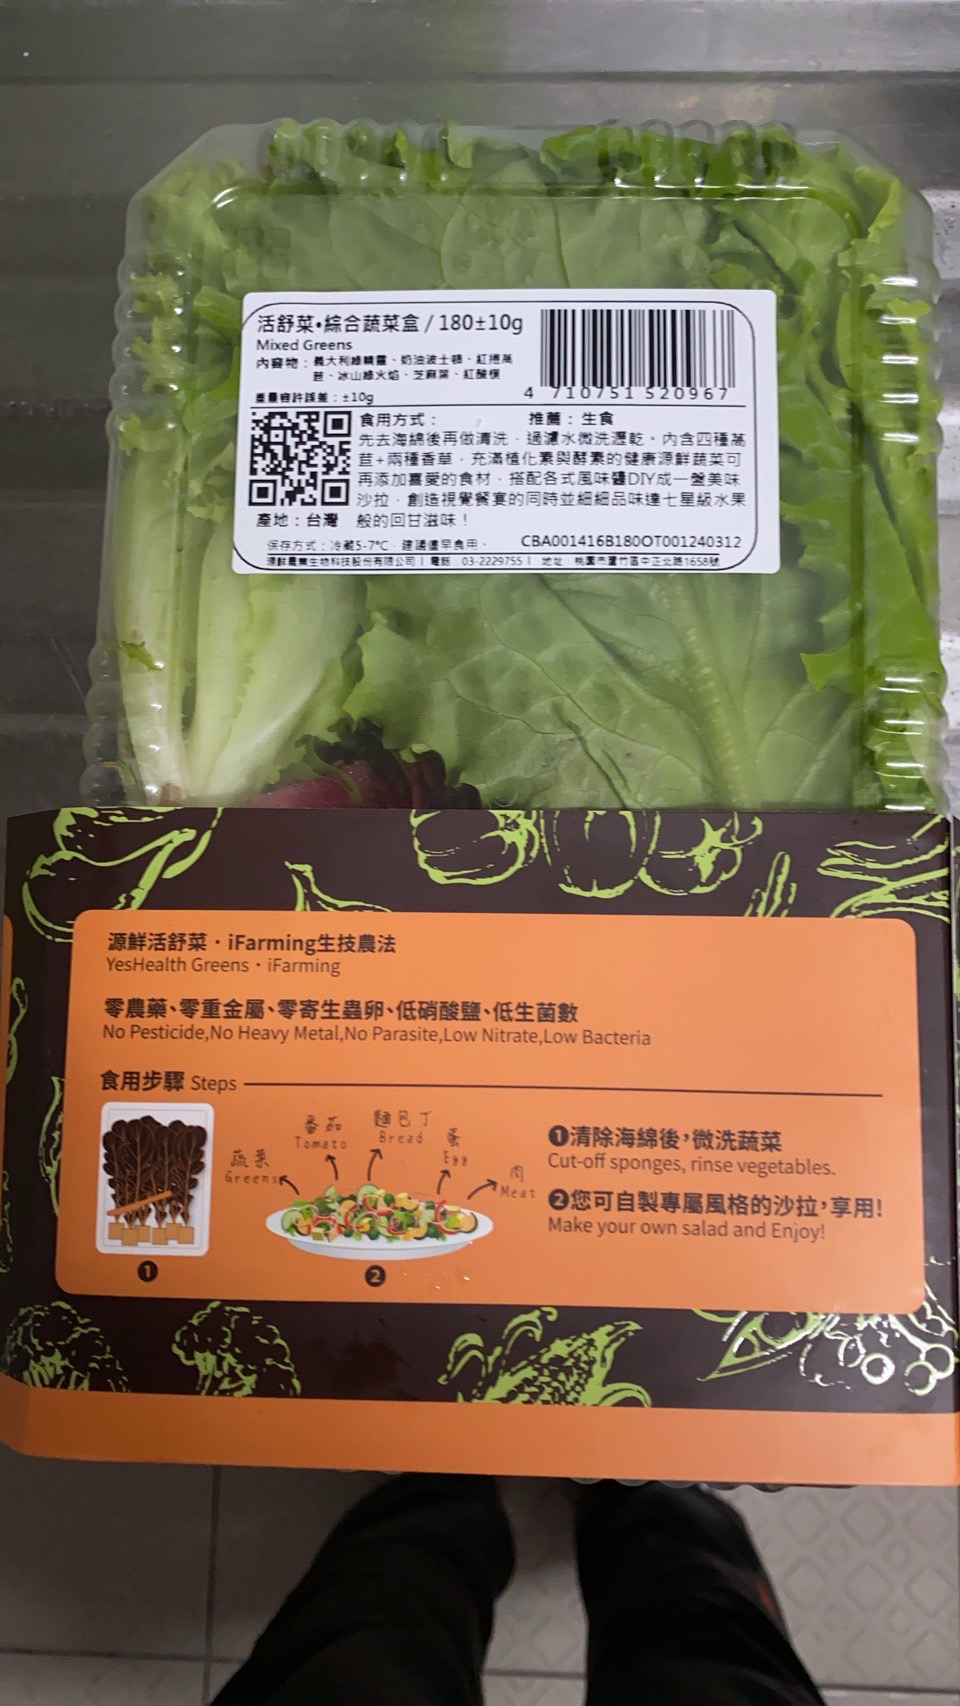 活舒菜•綜合蔬菜盒 / 180±10g
Mixed Greens
內容物：義大利綠精靈、奶油波士頓、紅捲萵
苣、冰山綠火焰、芝麻葉、紅酸模
重量容許誤差：±10g
4 710751 520967
食用方式： 推薦：生食
先去海綿後再做清洗，過濾水微洗瀝乾。內含四種萵
苣+兩種香草，充滿植化素與酵素的健康源鮮蔬菜可
再添加喜愛的食材，搭配各式風味醬DIY成一盤美味
沙拉，創造視覺餐宴的同時並細細品味達七星級水果
般的回甘滋味！
產地：台灣
保存方式：冷藏5-7°C，建議儘早食用。
CBA001416B180OT001240312
源鮮農業生物科技股份有限公司 | 電話：03-2229755 | 地址：桃園市蘆竹區中正北路1658號
源鮮活舒菜・iFarming生技農法
YesHealth Greens・iFarming
零農藥、零重金屬、零寄生蟲卵、低硝酸鹽、低生菌數
No Pesticide,No Heavy Metal,No Parasite,Low Nitrate,Low Bacteria
食用步驟 Steps
蔬菜
Greens
番茄
Tomato
麵包丁
Bread
蛋
Egg
肉
Meat
❶
❷
❶清除海綿後，微洗蔬菜
Cut-off sponges, rinse vegetables.
❷您可自製專屬風格的沙拉，享用!
Make your own salad and Enjoy!